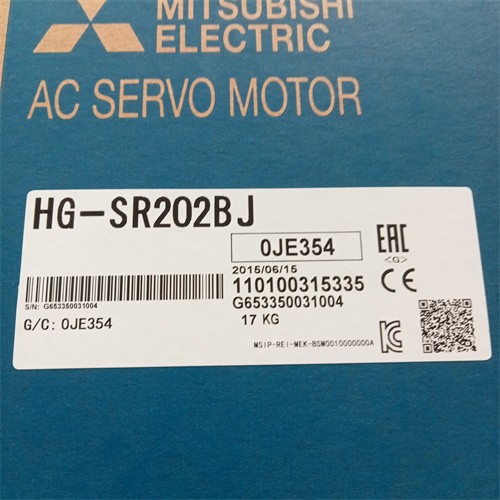 MITSUBISHI
ELECTRIC
AC SERVO MOTOR
HG-SR202BJ
0JE354
EAC
<G>
2015/06/15
110100315335
CE
S/N: G653350031004
G653350031004
G/C: 0JE354
17 KG
MSIP-REI-MEK-BSM0010000000A